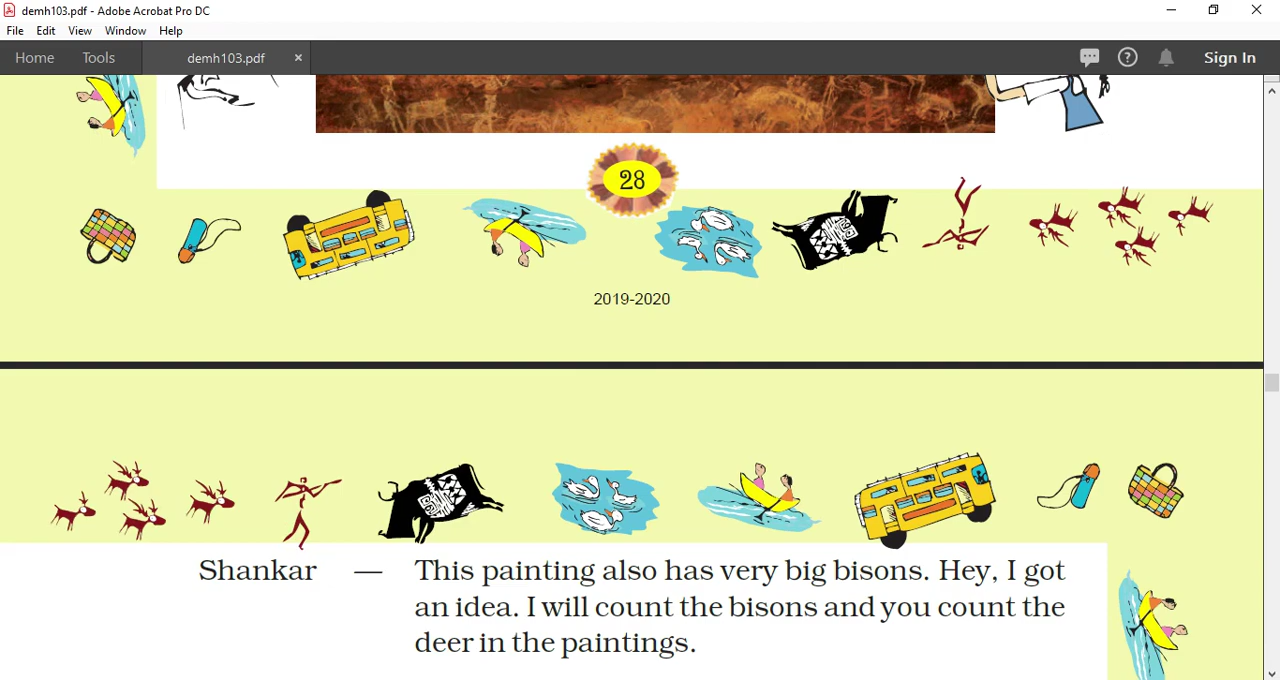 demh103.pdf - Adobe Acrobat Pro DC
File Edit View Window Help
Home Tools demh103.pdf × Sign In
28
2019-2020
Shankar — This painting also has very big bisons. Hey, I got
an idea. I will count the bisons and you count the
deer in the paintings.